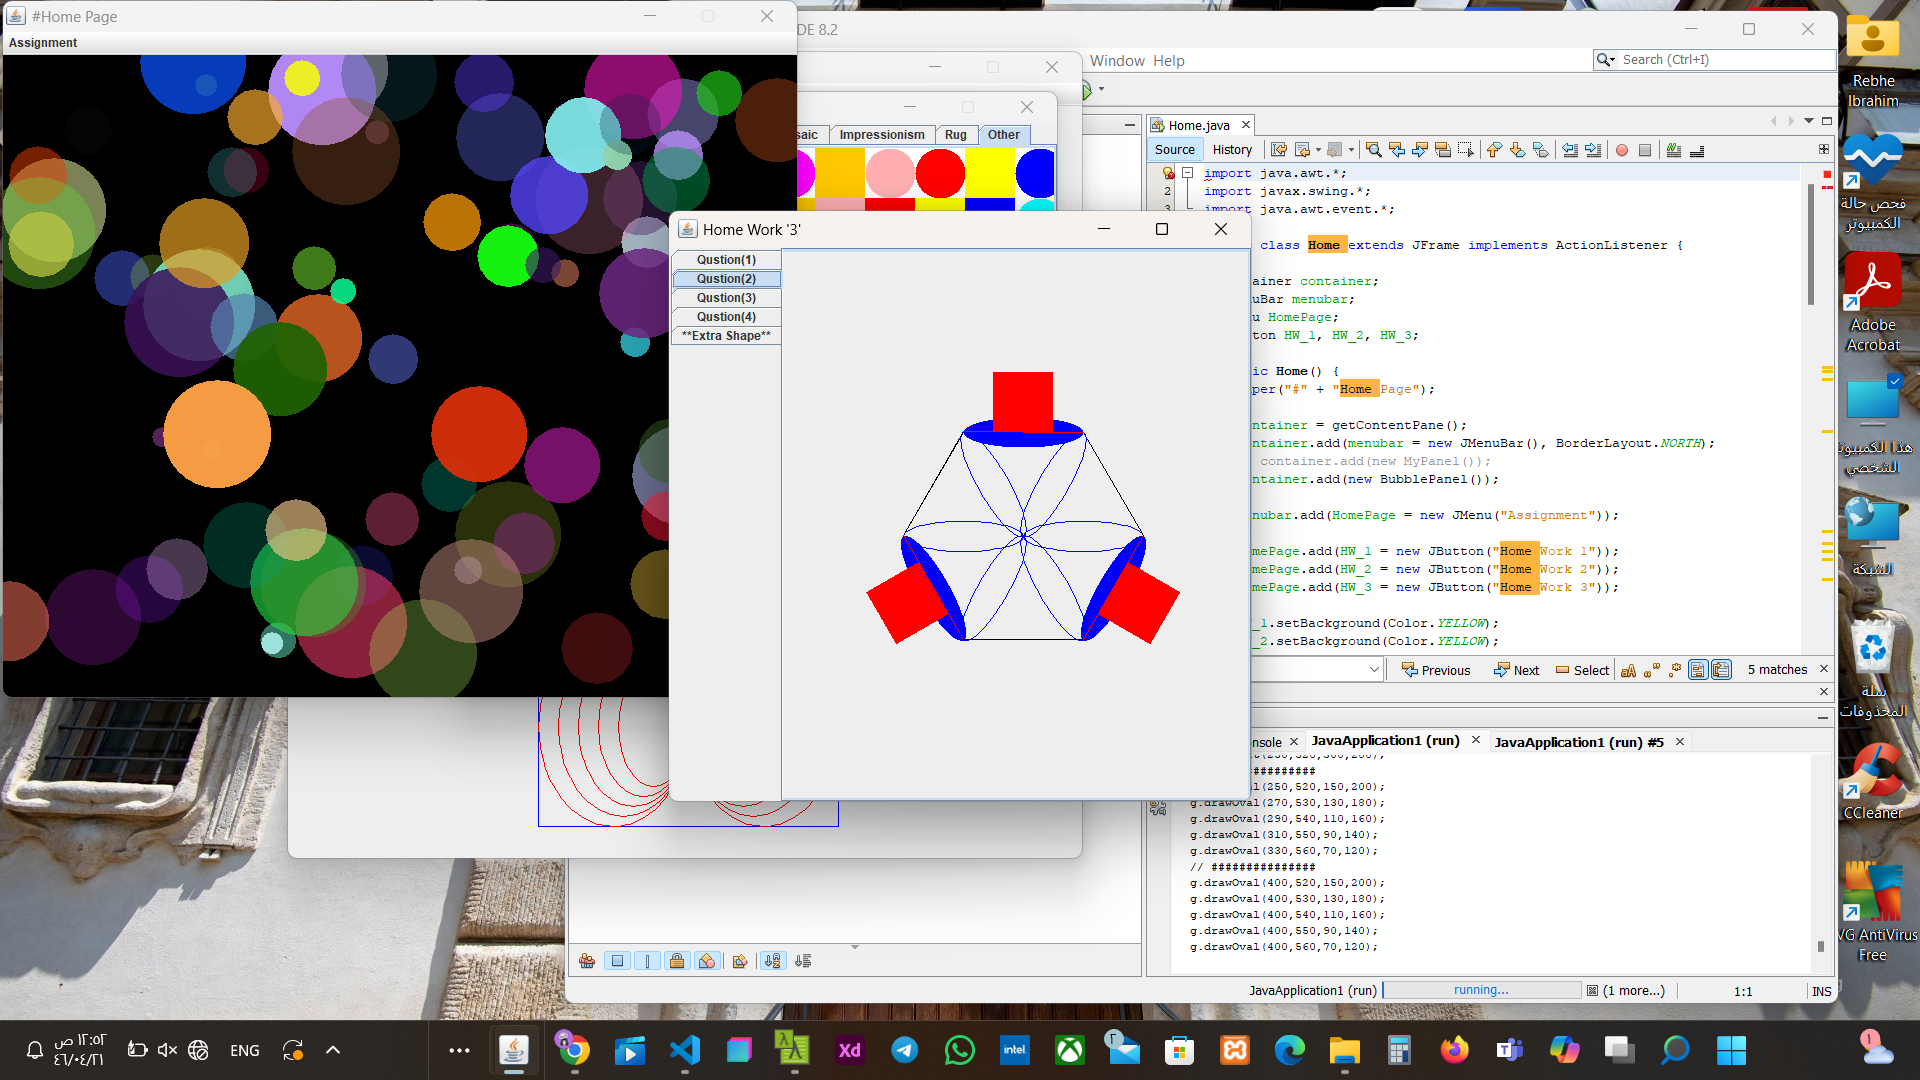 #Home Page
Assignment
DE 8.2
Window Help
Search (Ctrl+I)
saic
Impressionism
Rug
Other
Home Work '3'
Qustion(1)
Qustion(2)
Qustion(3)
Qustion(4)
**Extra Shape**
Home.java
Source
History
import java.awt.*;
2 import javax.swing.*;
3 import java.awt.event.*;
class Home extends JFrame implements ActionListener {
ainer container;
uBar menubar;
u HomePage;
ton HW_1, HW_2, HW_3;
ic Home() {
per("#" + "Home Page");
ntainer = getContentPane();
ntainer.add(menubar = new JMenuBar(), BorderLayout.NORTH);
container.add(new MyPanel());
ntainer.add(new BubblePanel());
nubar.add(HomePage = new JMenu("Assignment"));
mePage.add(HW_1 = new JButton("Home Work 1"));
mePage.add(HW_2 = new JButton("Home Work 2"));
mePage.add(HW_3 = new JButton("Home Work 3"));
_1.setBackground(Color.YELLOW);
_2.setBackground(Color.YELLOW);
Previous
Next
Select
5 matches
nsole
JavaApplication1 (run)
JavaApplication1 (run) #5
##########
l(250,520,150,200);
g.drawOval(270,530,130,180);
g.drawOval(290,540,110,160);
g.drawOval(310,550,90,140);
g.drawOval(330,560,70,120);
// ###############
g.drawOval(400,520,150,200);
g.drawOval(400,530,130,180);
g.drawOval(400,540,110,160);
g.drawOval(400,550,90,140);
g.drawOval(400,560,70,120);
JavaApplication1 (run)
running...
(1 more...)
1:1
INS
Rebhe
Ibrahim
فحص حالة
الكمبيوتر
Adobe
Acrobat
هذا الكمبيوتر
الشخصي
الشبكة
سلة
المحذوفات
CCleaner
VG AntiVirus
Free
١٢:٥٢ ص
٤٦/٠٤/٢١
ENG
Xd
intel
٢
1